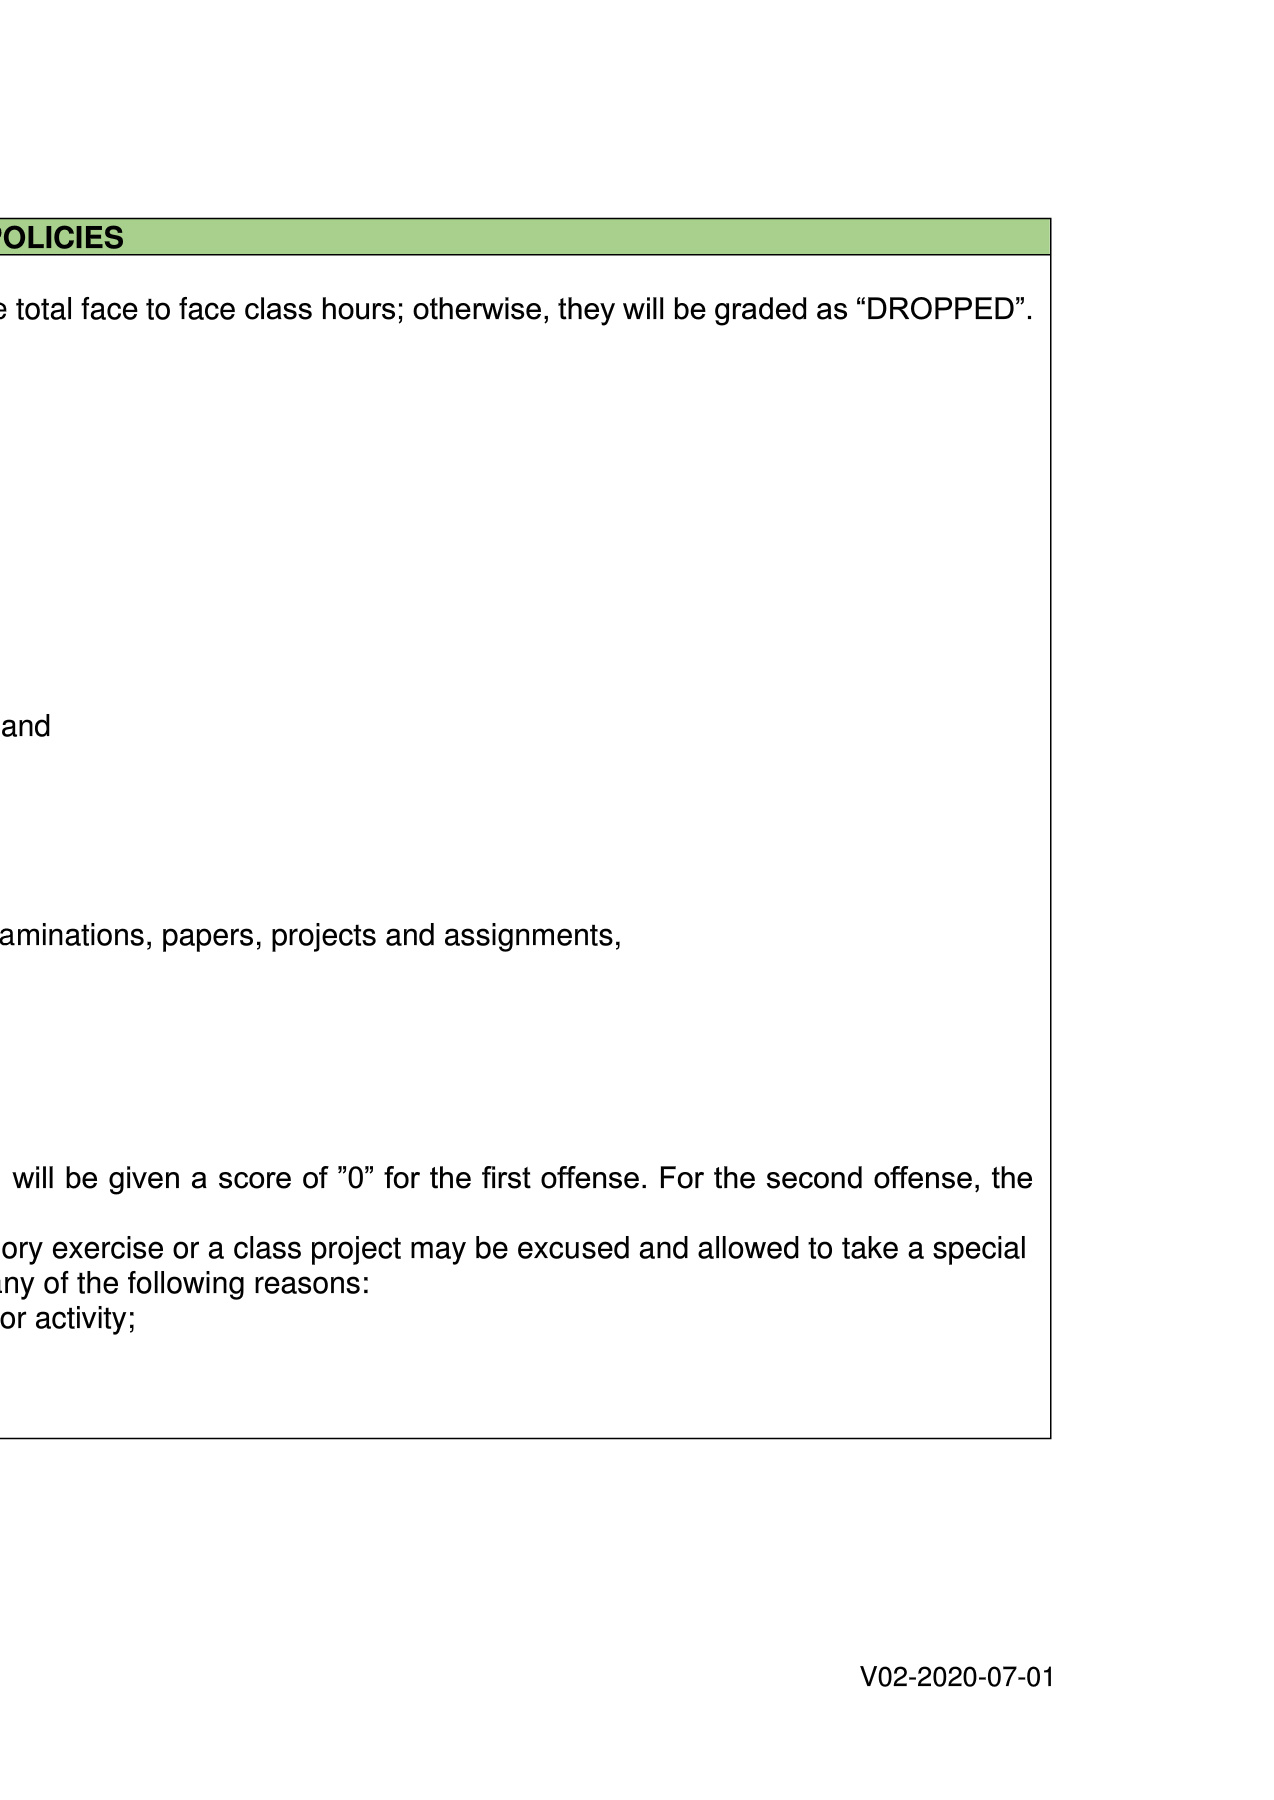 POLICIES
e total face to face class hours; otherwise, they will be graded as “DROPPED”.
and
aminations, papers, projects and assignments,
will be given a score of ”0” for the first offense. For the second offense, the
ory exercise or a class project may be excused and allowed to take a special
any of the following reasons:
or activity;
V02-2020-07-01